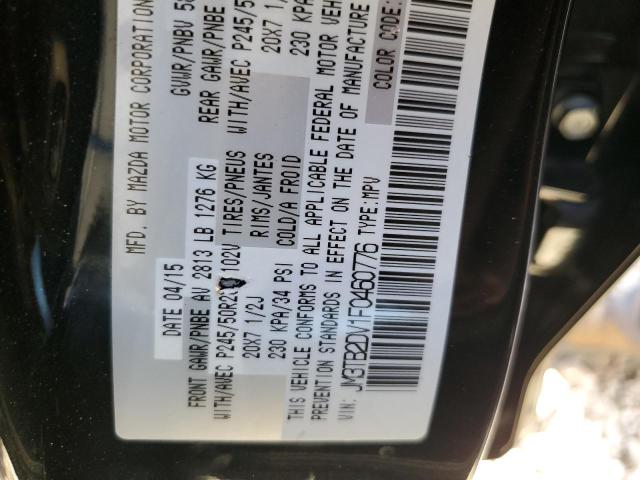 MFD. BY MAZDA MOTOR CORPORATION
DATE 04/15 GVWR/PNBV
FRONT GAWR/PNBE AV 2813 LB 1276 KG REAR GAWR/PNBE
WITH/AVEC P245/50R20 102V TIRES/PNEUS WITH/AVEC P245/5
20X7 1/2J RIMS/JANTES 20X7 1/
230 KPA/34 PSI COLD/A FROID 230 KPA
THIS VEHICLE CONFORMS TO ALL APPLICABLE FEDERAL MOTOR VEHI
PREVENTION STANDARDS IN EFFECT ON THE DATE OF MANUFACTURE
VIN: JM3TB2DV1F0460776 TYPE: MPV COLOR CODE: